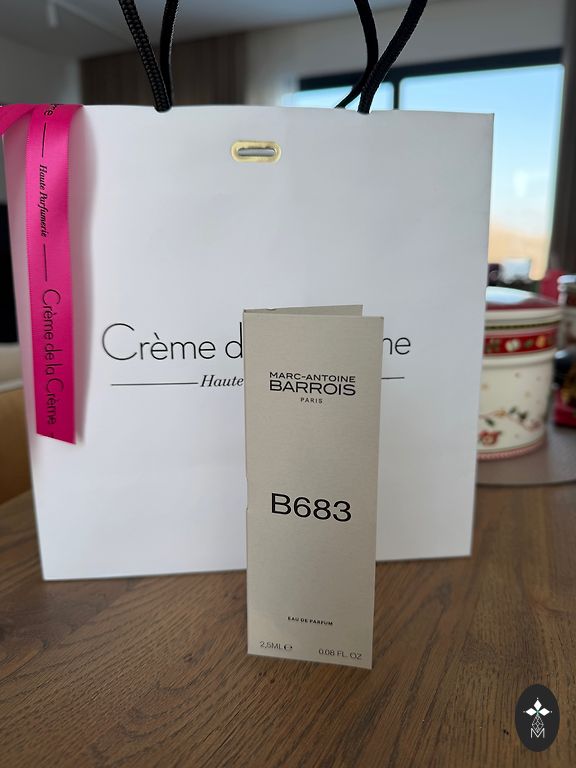 Crème de la Crème
Haute Parfumerie
Crème d
me
Haute
MARC-ANTOINE
BARROIS
PARIS
B683
EAU DE PARFUM
2,5ML℮ 0.08 FL. OZ
M